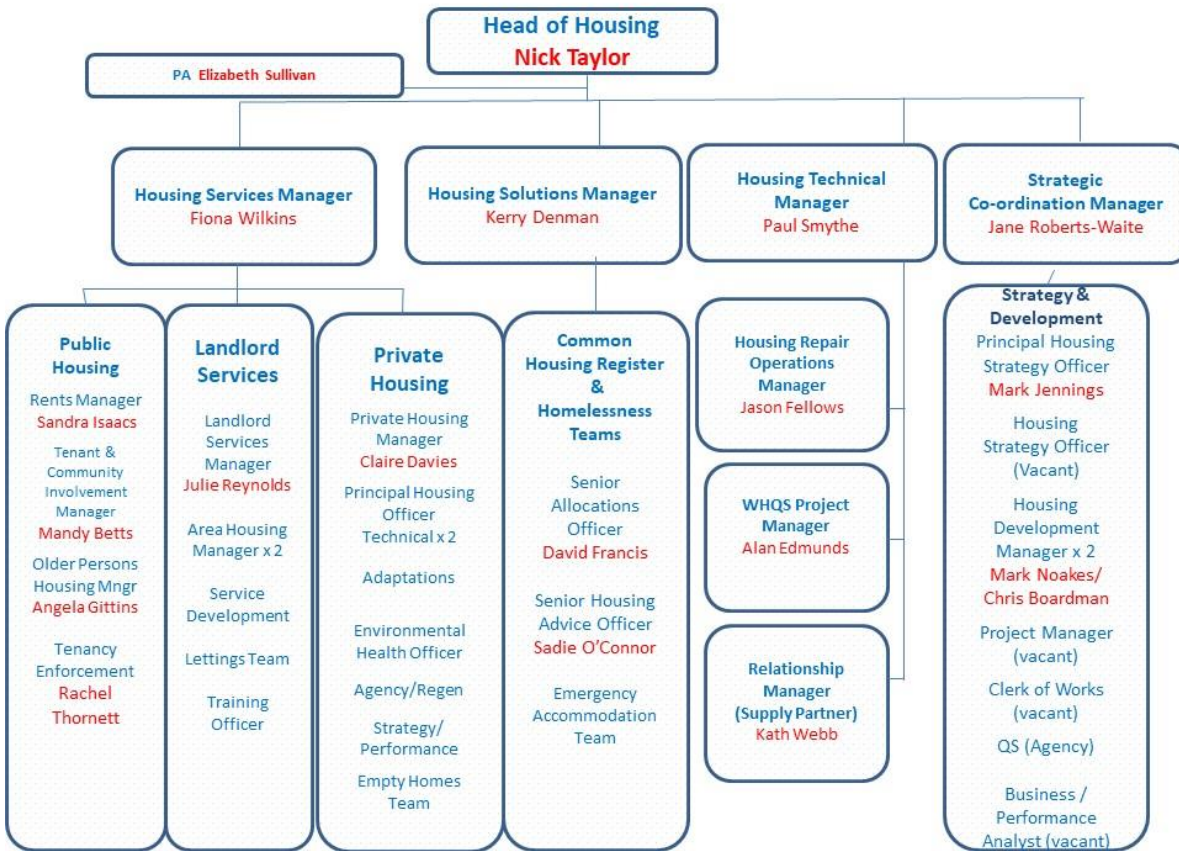 Head of Housing
Nick Taylor
PA Elizabeth Sullivan
Housing Services Manager
Fiona Wilkins
Housing Solutions Manager
Kerry Denman
Housing Technical
Manager
Paul Smythe
Strategic
Co-ordination Manager
Jane Roberts-Waite
Public
Housing
Rents Manager
Sandra Isaacs
Tenant &
Community
Involvement
Manager
Mandy Betts
Older Persons
Housing Mngr
Angela Gittins
Tenancy
Enforcement
Rachel
Thornett
Landlord
Services
Landlord
Services
Manager
Julie Reynolds
Area Housing
Manager x 2
Service
Development
Lettings Team
Training
Officer
Private
Housing
Private Housing
Manager
Claire Davies
Principal Housing
Officer
Technical x 2
Adaptations
Environmental
Health Officer
Agency/Regen
Strategy/
Performance
Empty Homes
Team
Common
Housing Register
&
Homelessness
Teams
Senior
Allocations
Officer
David Francis
Senior Housing
Advice Officer
Sadie O'Connor
Emergency
Accommodation
Team
Housing Repair
Operations
Manager
Jason Fellows
WHQS Project
Manager
Alan Edmunds
Relationship
Manager
(Supply Partner)
Kath Webb
Strategy &
Development
Principal Housing
Strategy Officer
Mark Jennings
Housing
Strategy Officer
(Vacant)
Housing
Development
Manager x 2
Mark Noakes/
Chris Boardman
Project Manager
(vacant)
Clerk of Works
(vacant)
QS (Agency)
Business /
Performance
Analyst (vacant)